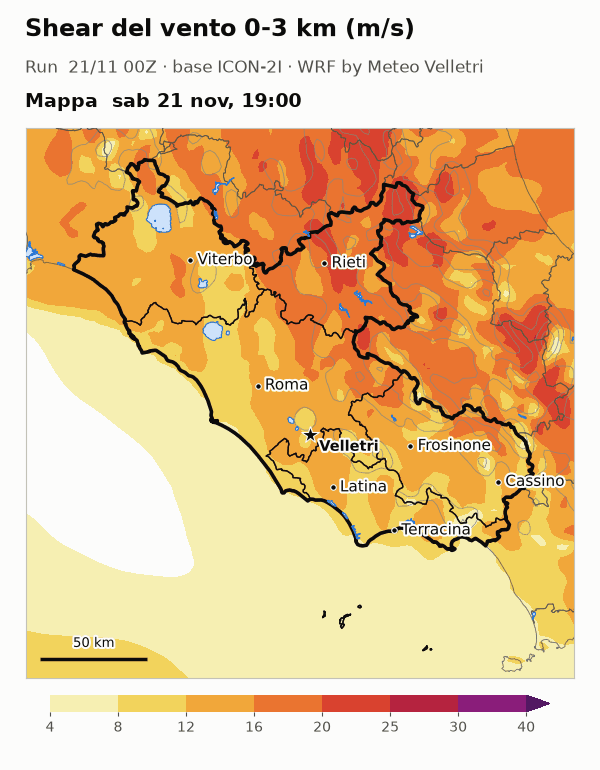 Shear del vento 0-3 km (m/s)
Run  21/11 00Z · base ICON-2I · WRF by Meteo Velletri
Mappa  sab 21 nov, 19:00
Viterbo
Rieti
Roma
Velletri
Frosinone
Latina
Cassino
Terracina
50 km
4 8 12 16 20 25 30 40